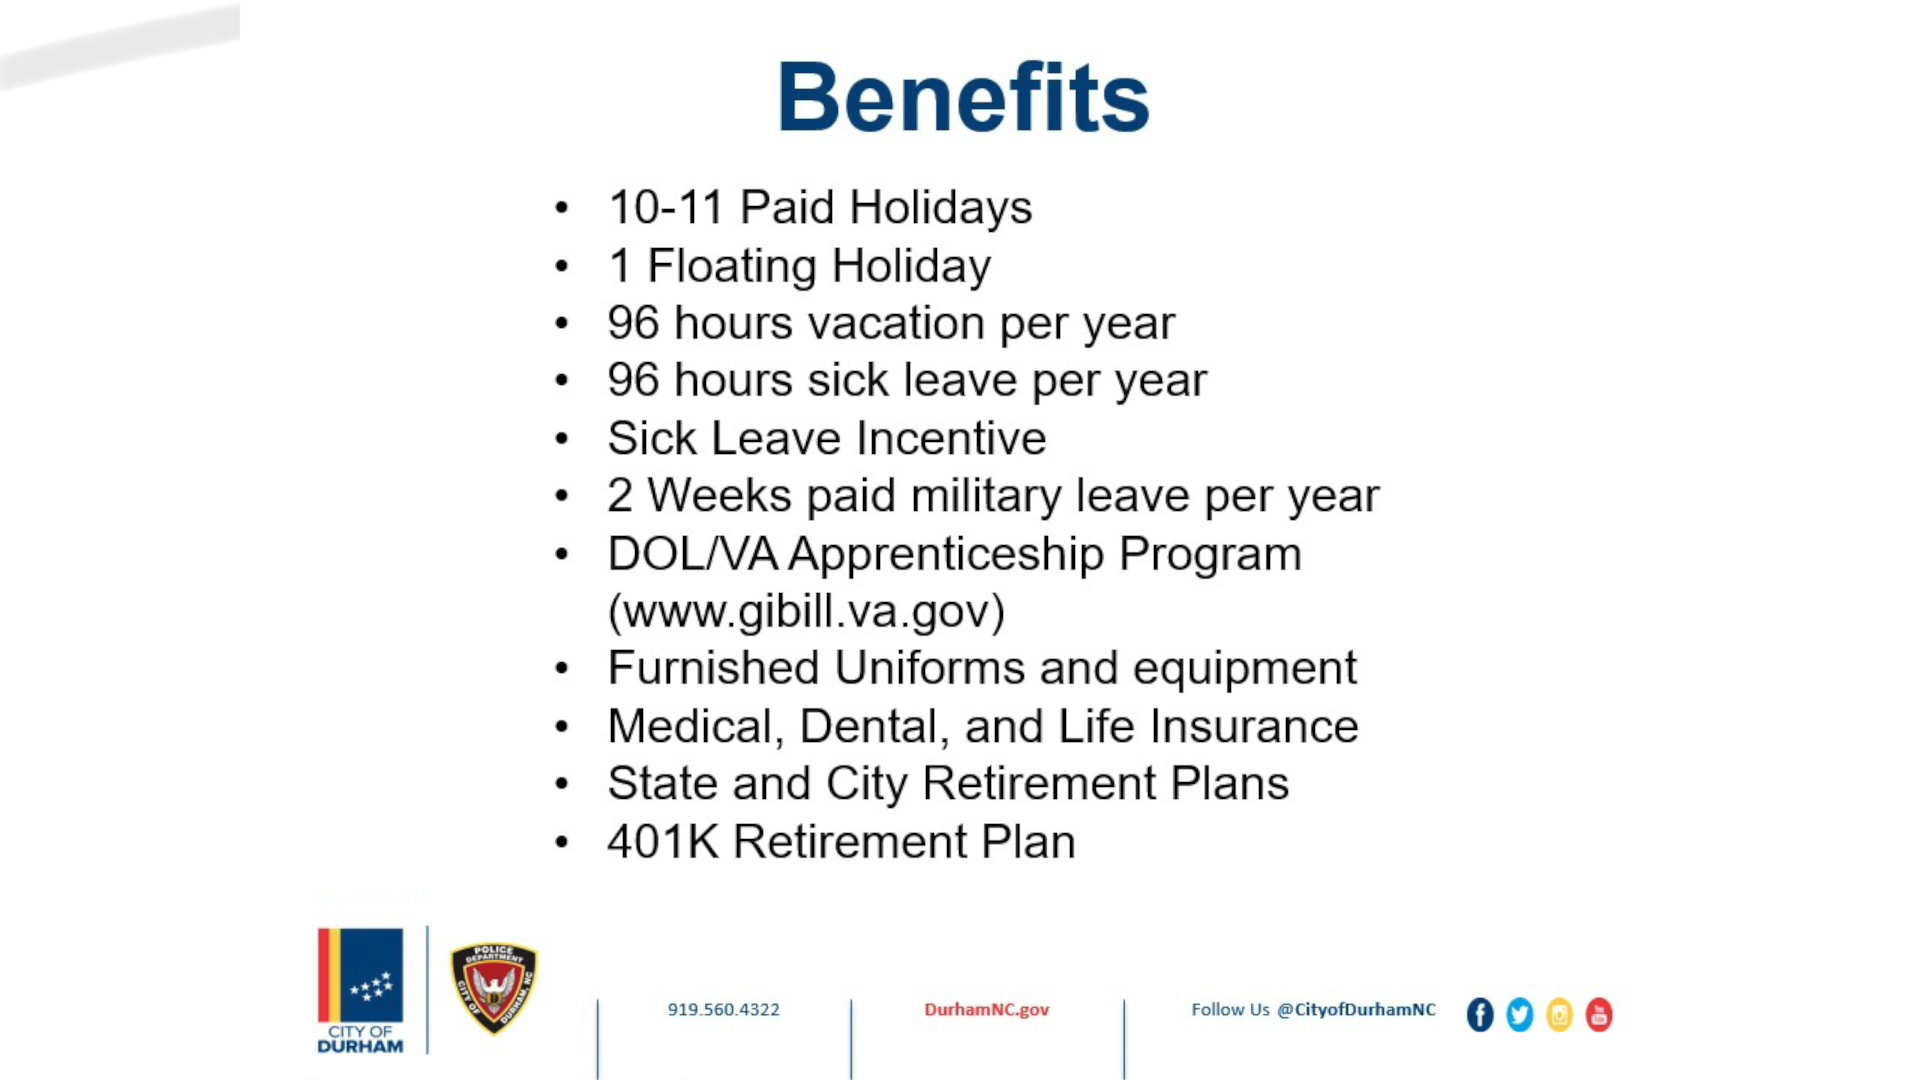 Benefits
• 10-11 Paid Holidays
• 1 Floating Holiday
• 96 hours vacation per year
• 96 hours sick leave per year
• Sick Leave Incentive
• 2 Weeks paid military leave per year
• DOL/VA Apprenticeship Program
(www.gibill.va.gov)
• Furnished Uniforms and equipment
• Medical, Dental, and Life Insurance
• State and City Retirement Plans
• 401K Retirement Plan
CITY OF
DURHAM
POLICE
DEPARTMENT
CITY OF
DURHAM, NC
919.560.4322
DurhamNC.gov
Follow Us @CityofDurhamNC